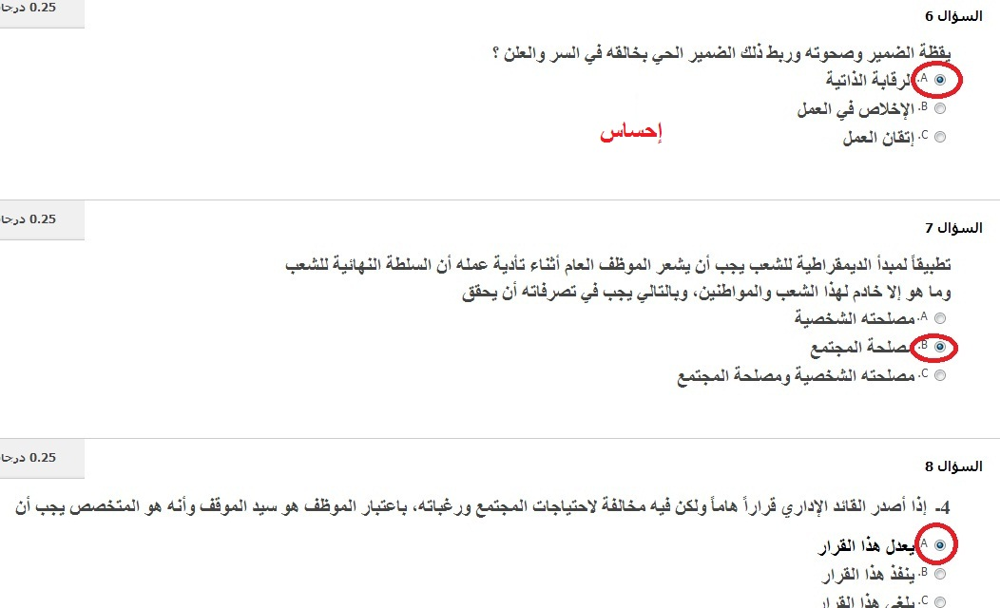 0.25 درجا
السؤال 6
يقظة الضمير وصحوته وربط ذلك الضمير الحي بخالقه في السر والعلن ؟
A. لرقابة الذاتية
B. الإخلاص في العمل
C. إتقان العمل
إحساس
0.25 درجا
السؤال 7
تطبيقاً لمبدأ الديمقراطية للشعب يجب أن يشعر الموظف العام أثناء تأدية عمله أن السلطة النهائية للشعب
وما هو إلا خادم لهذا الشعب والمواطنين، وبالتالي يجب في تصرفاته أن يحقق
A. مصلحته الشخصية
B. مصلحة المجتمع
C. مصلحته الشخصية ومصلحة المجتمع
0.25 درجا
السؤال 8
4- إذا أصدر القائد الإداري قراراً هاماً ولكن فيه مخالفة لاحتياجات المجتمع ورغباته، باعتبار الموظف هو سيد الموقف وأنه هو المتخصص يجب أن
A يعدل هذا القرار
B. ينفذ هذا القرار
C. يلغي هذا القرار